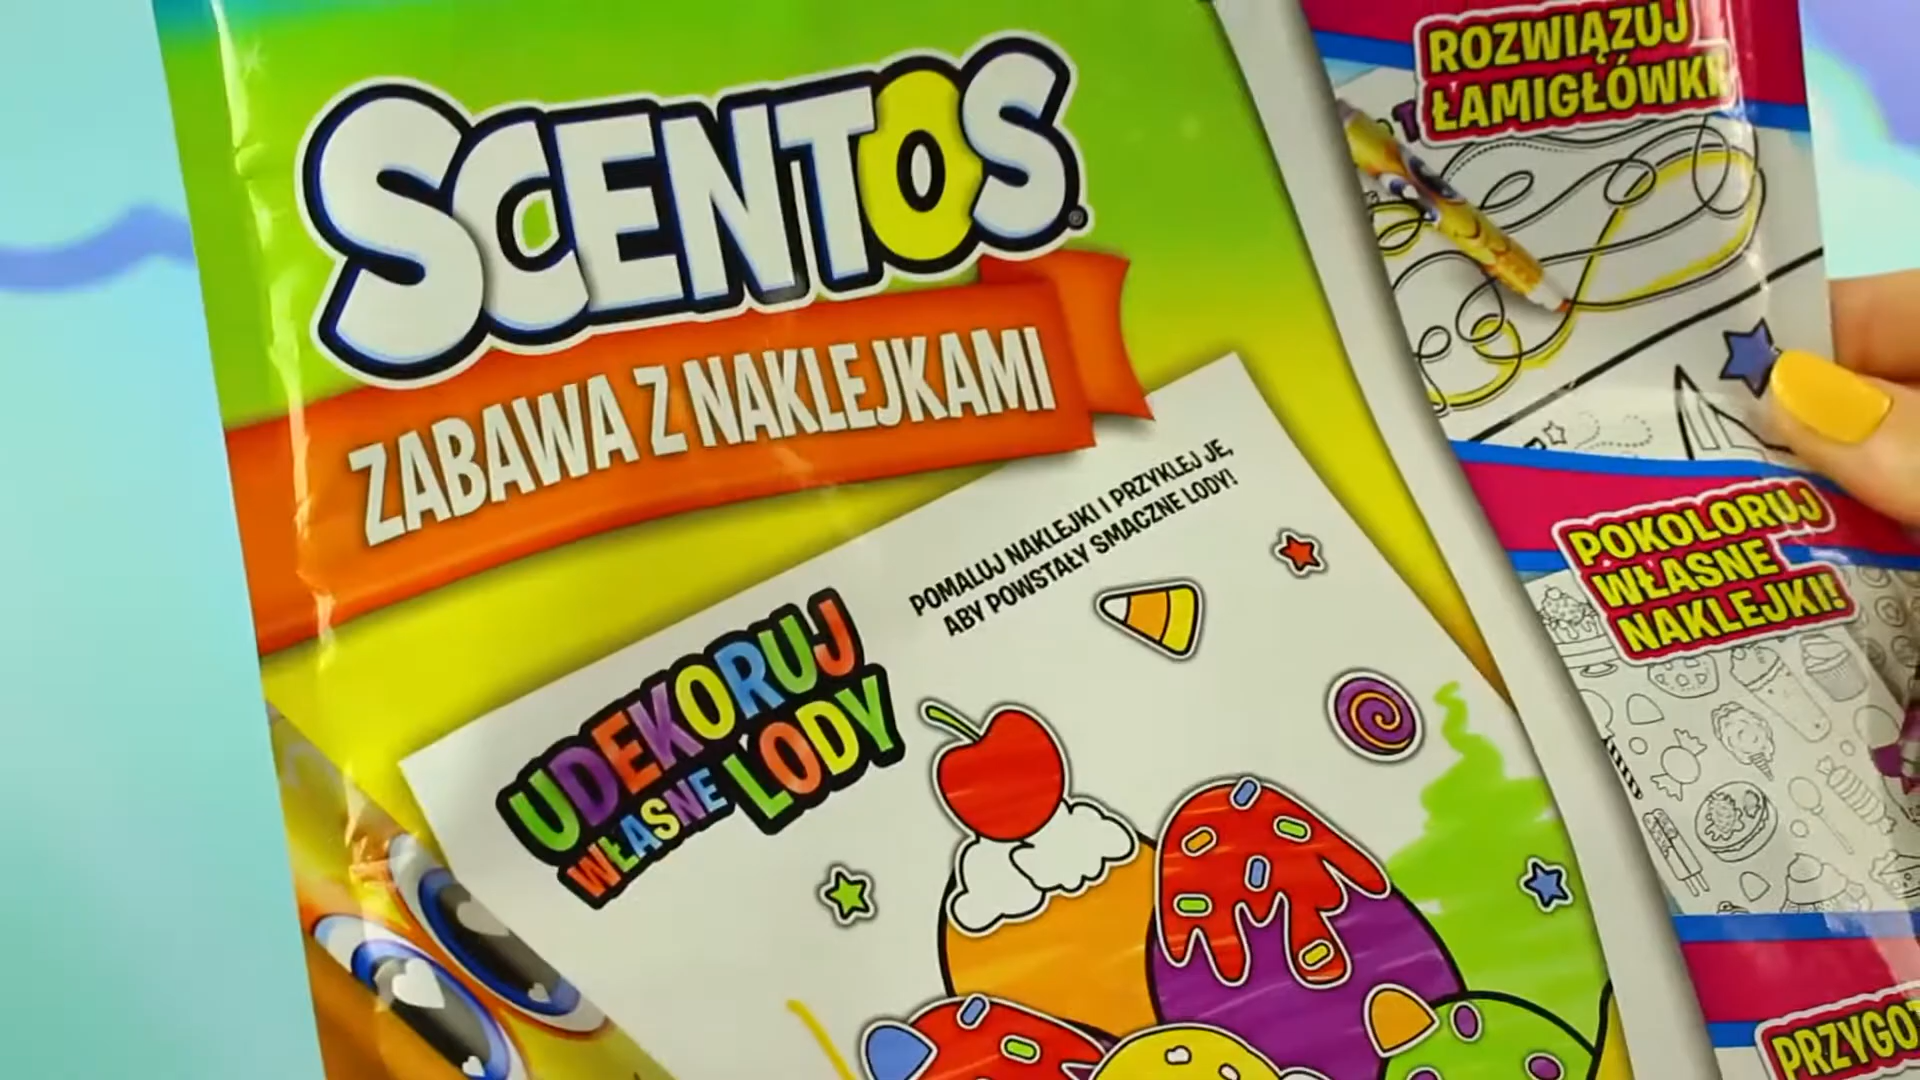 SCENTOS®
ZABAWA Z NAKLEJKAMI
POMALUJ NAKLEJKI I PRZYKLEJ JE,
ABY POWSTAŁY SMACZNE LODY!
UDEKORUJ
WŁASNE LODY
ROZWIĄZUJ
ŁAMIGŁÓWKI
POKOLORUJ
WŁASNE
NAKLEJKI!